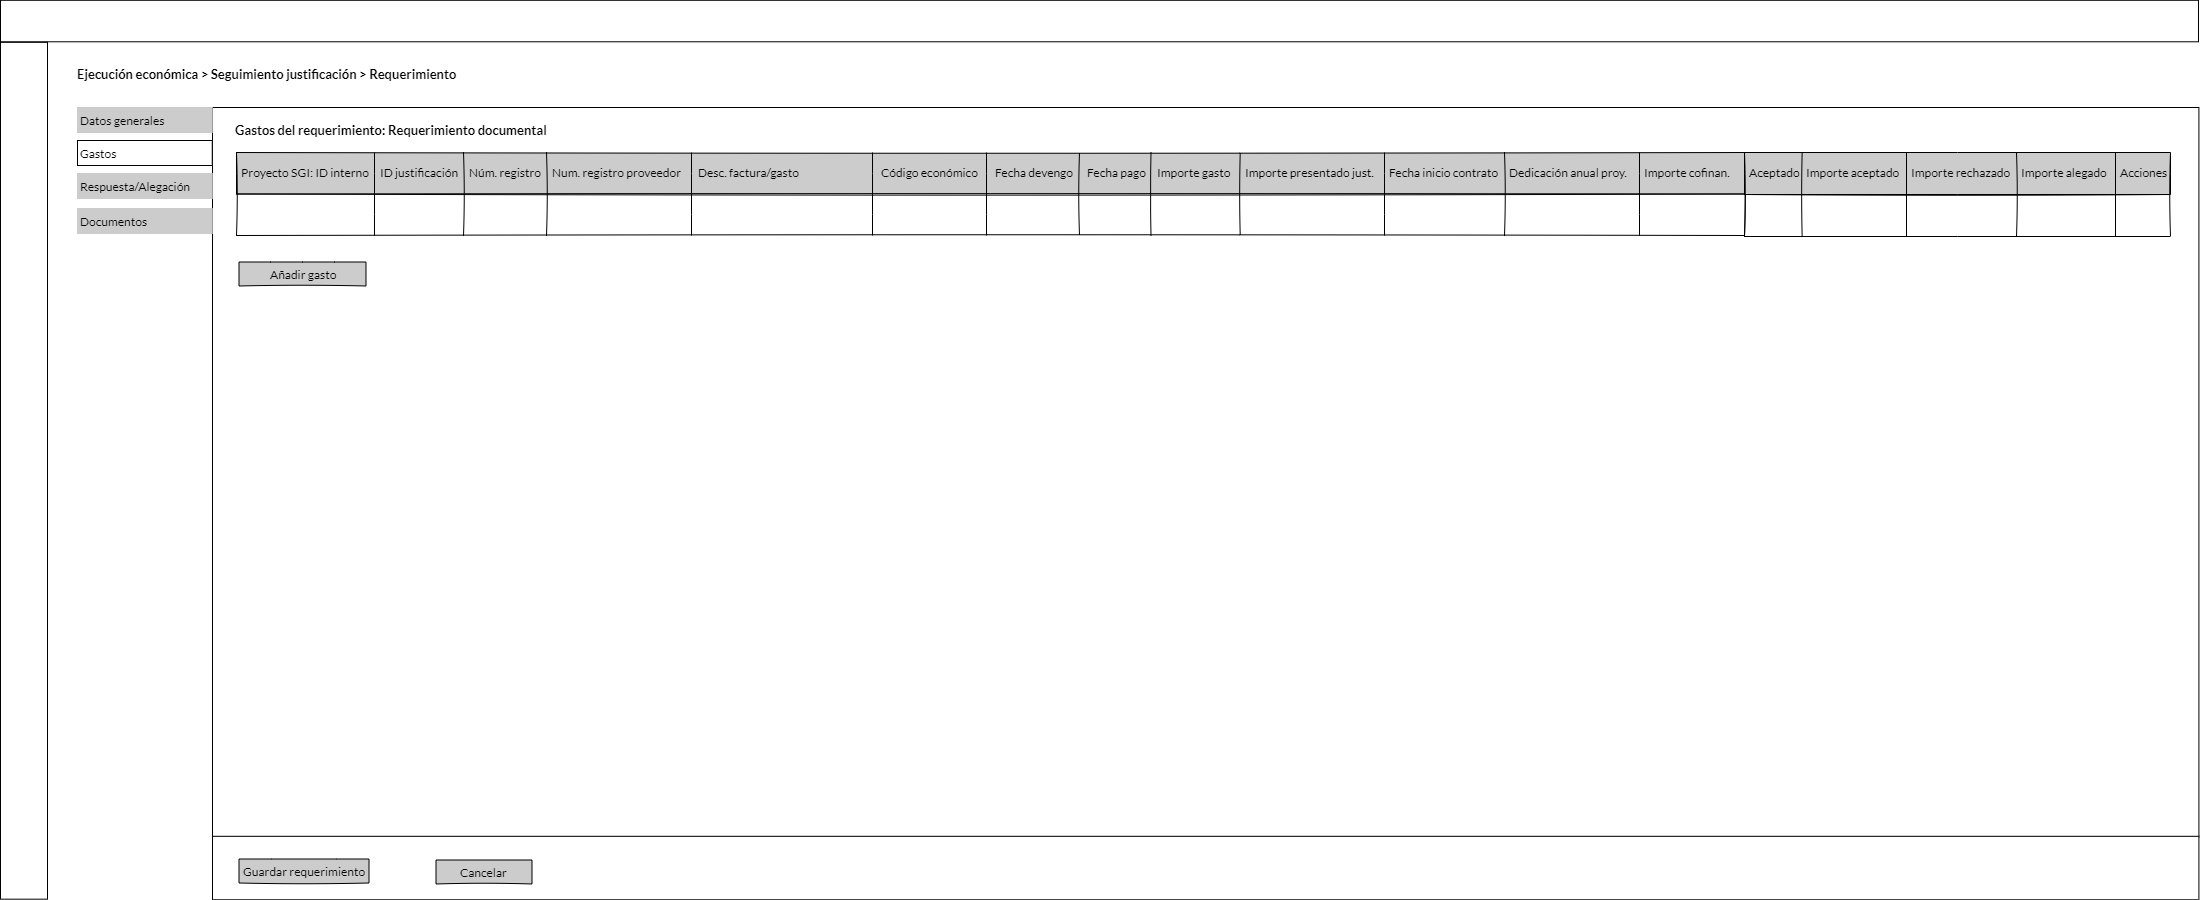 Ejecución económica > Seguimiento justificación > Requerimiento
Datos generales
Gastos
Respuesta/Alegación
Documentos
Gastos del requerimiento: Requerimiento documental
Proyecto SGI: ID interno ID justificación Núm. registro Num. registro proveedor Desc. factura/gasto Código económico Fecha devengo Fecha pago Importe gasto Importe presentado just. Fecha inicio contrato Dedicación anual proy. Importe cofinan. Aceptado Importe aceptado Importe rechazado Importe alegado Acciones
Añadir gasto
Guardar requerimiento Cancelar